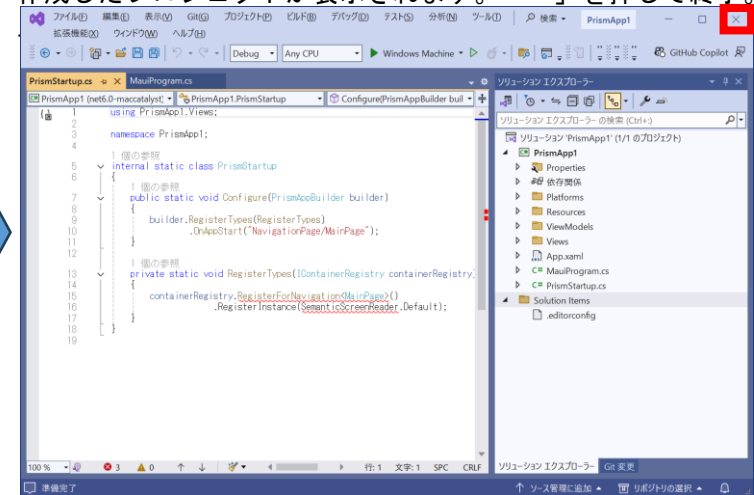 ファイル(F) 編集(E) 表示(V) Git(G) プロジェクト(P) ビルド(B) デバッグ(D) テスト(S) 分析(N) ツール(T) 検索 PrismApp1
拡張機能(X) ウィンドウ(W) ヘルプ(H)
Debug Any CPU Windows Machine GitHub Copilot
PrismStartup.cs MauiProgram.cs
PrismApp1 (net6.0-maccatalyst) PrismApp1.PrismStartup Configure(PrismAppBuilder buil
1 using PrismApp1.Views;
2
3 namespace PrismApp1;
4
1 個の参照
5 internal static class PrismStartup
6 {
1 個の参照
7 public static void Configure(PrismAppBuilder builder)
8 {
9 builder.RegisterTypes(RegisterTypes)
10 .OnAppStart("NavigationPage/MainPage");
11 }
12
1 個の参照
13 private static void RegisterTypes(IContainerRegistry containerRegistry
14 {
15 containerRegistry.RegisterForNavigation<MainPage>()
16 .RegisterInstance(SemanticScreenReader.Default);
17 }
18 }
19
100 % 3 0 行: 1 文字: 1 SPC CRLF
ソリューション エクスプローラー
ソリューション エクスプローラー の検索 (Ctrl+:)
ソリューション 'PrismApp1' (1/1 のプロジェクト)
PrismApp1
Properties
依存関係
Platforms
Resources
ViewModels
Views
App.xaml
C# MauiProgram.cs
C# PrismStartup.cs
Solution Items
.editorconfig
ソリューション エクスプローラー Git 変更
準備完了 ソース管理に追加 リポジトリの選択